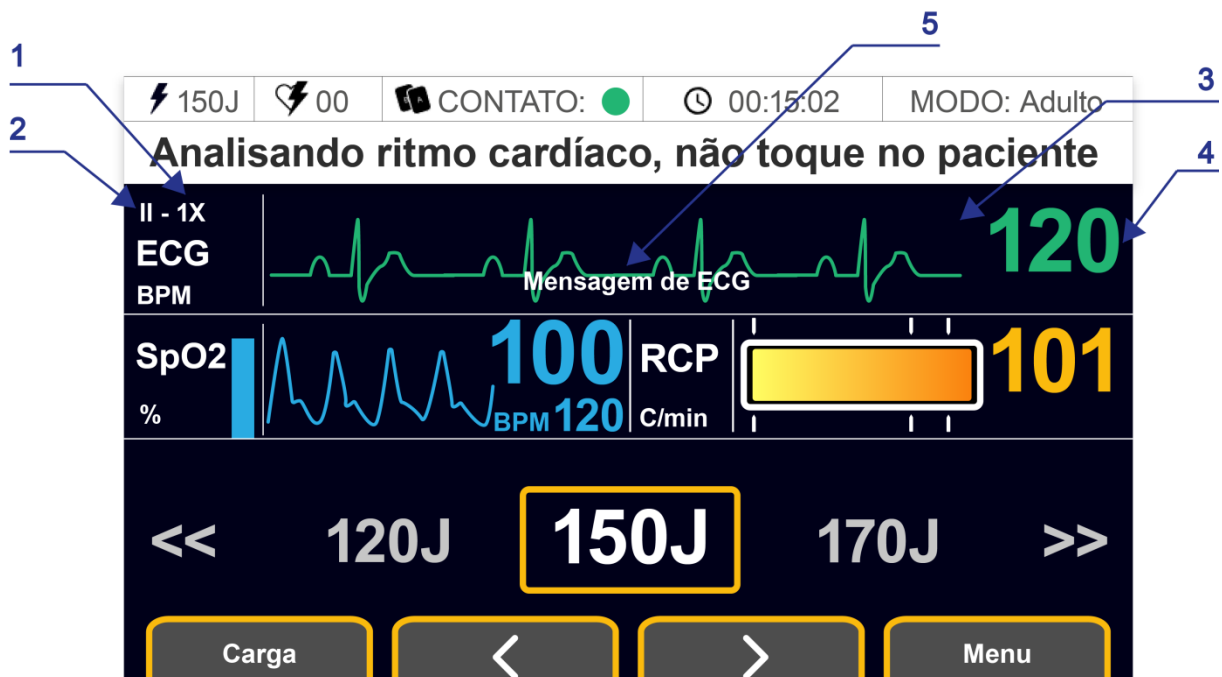 5
1
3
2
4
150J
00
CONTATO:
00:15:02
MODO: Adulto
Analisando ritmo cardíaco, não toque no paciente
II - 1X
ECG
BPM
Mensagem de ECG
120
SpO2
%
100
BPM 120
RCP
C/min
101
<< 120J 150J 170J >>
Carga < > Menu